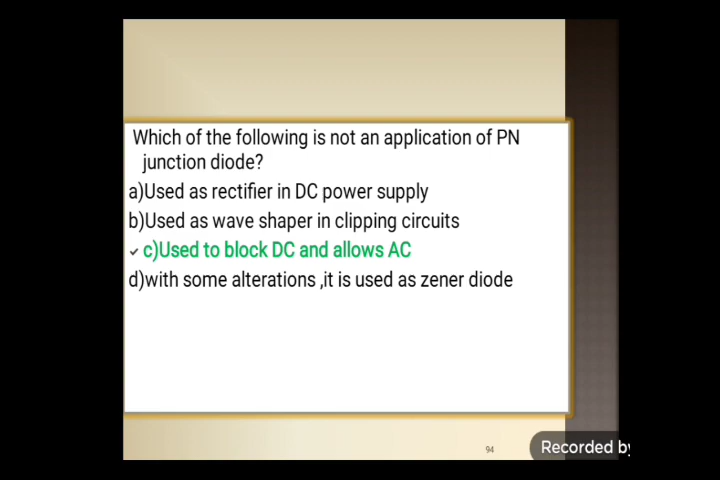 Which of the following is not an application of PN
junction diode?
a)Used as rectifier in DC power supply
b)Used as wave shaper in clipping circuits
✓ c)Used to block DC and allows AC
d)with some alterations ,it is used as zener diode
94
Recorded by